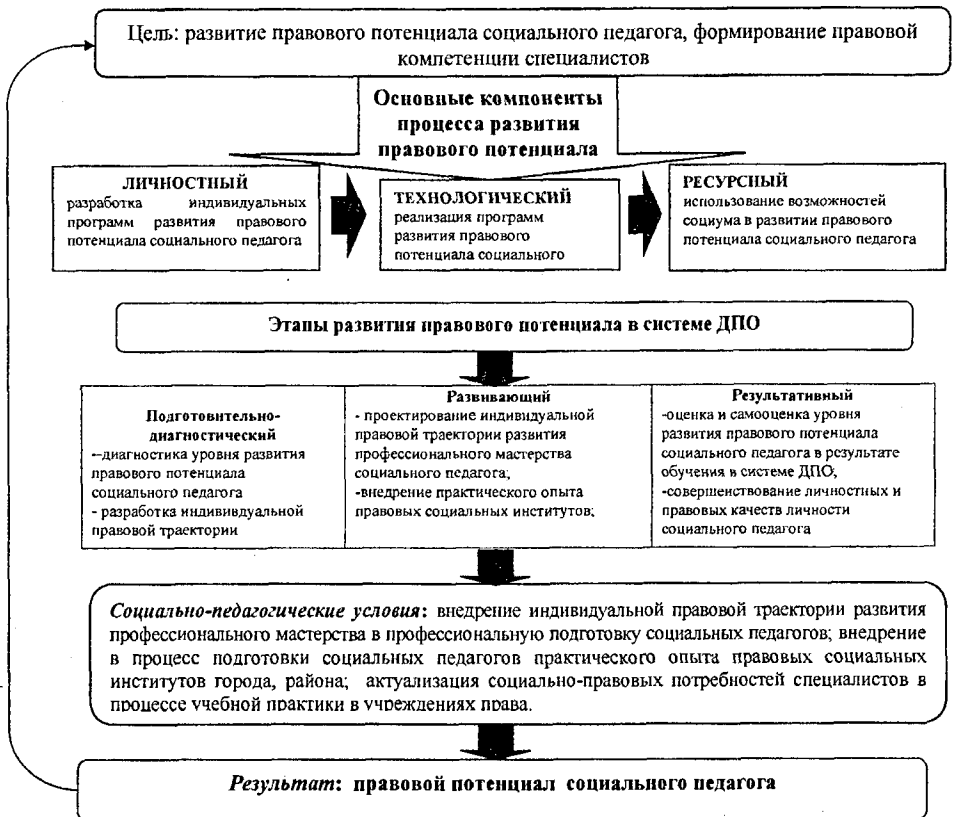 Цель: развитие правового потенциала социального педагога, формирование правовой
компетенции специалистов
Основные компоненты
процесса развития
правового потенциала
ЛИЧНОСТНЫЙ
разработка индивидуальных
программ развития правового
потенциала социального педагога
ТЕХНОЛОГИЧЕСКИЙ
реализация программ
развития правового
потенциала социального
РЕСУРСНЫЙ
использование возможностей
социума в развитии правового
потенциала социального педагога
Этапы развития правового потенциала в системе ДПО
Подготовительно-
диагностический
–диагностика уровня развития
правового потенциала
социального педагога
- разработка индививдуальной
правовой траектории
Развивающий
- проектирование индивидуальной
правовой траектории развития
профессионального мастерства
социального педагога;
-внедрение практического опыта
правовых социальных институтов;
Результативный
-оценка и самооценка уровня
развития правового потенциала
социального педагога в результате
обучения в системе ДПО;
-совершенствование личностных и
правовых качеств личности
социального педагога
Социально-педагогические условия: внедрение индивидуальной правовой траектории развития
профессионального мастерства в профессиональную подготовку социальных педагогов; внедрение
в процесс подготовки социальных педагогов практического опыта правовых социальных
институтов города, района; актуализация социально-правовых потребностей специалистов в
процессе учебной практики в учреждениях права.
Результат: правовой потенциал социального педагога